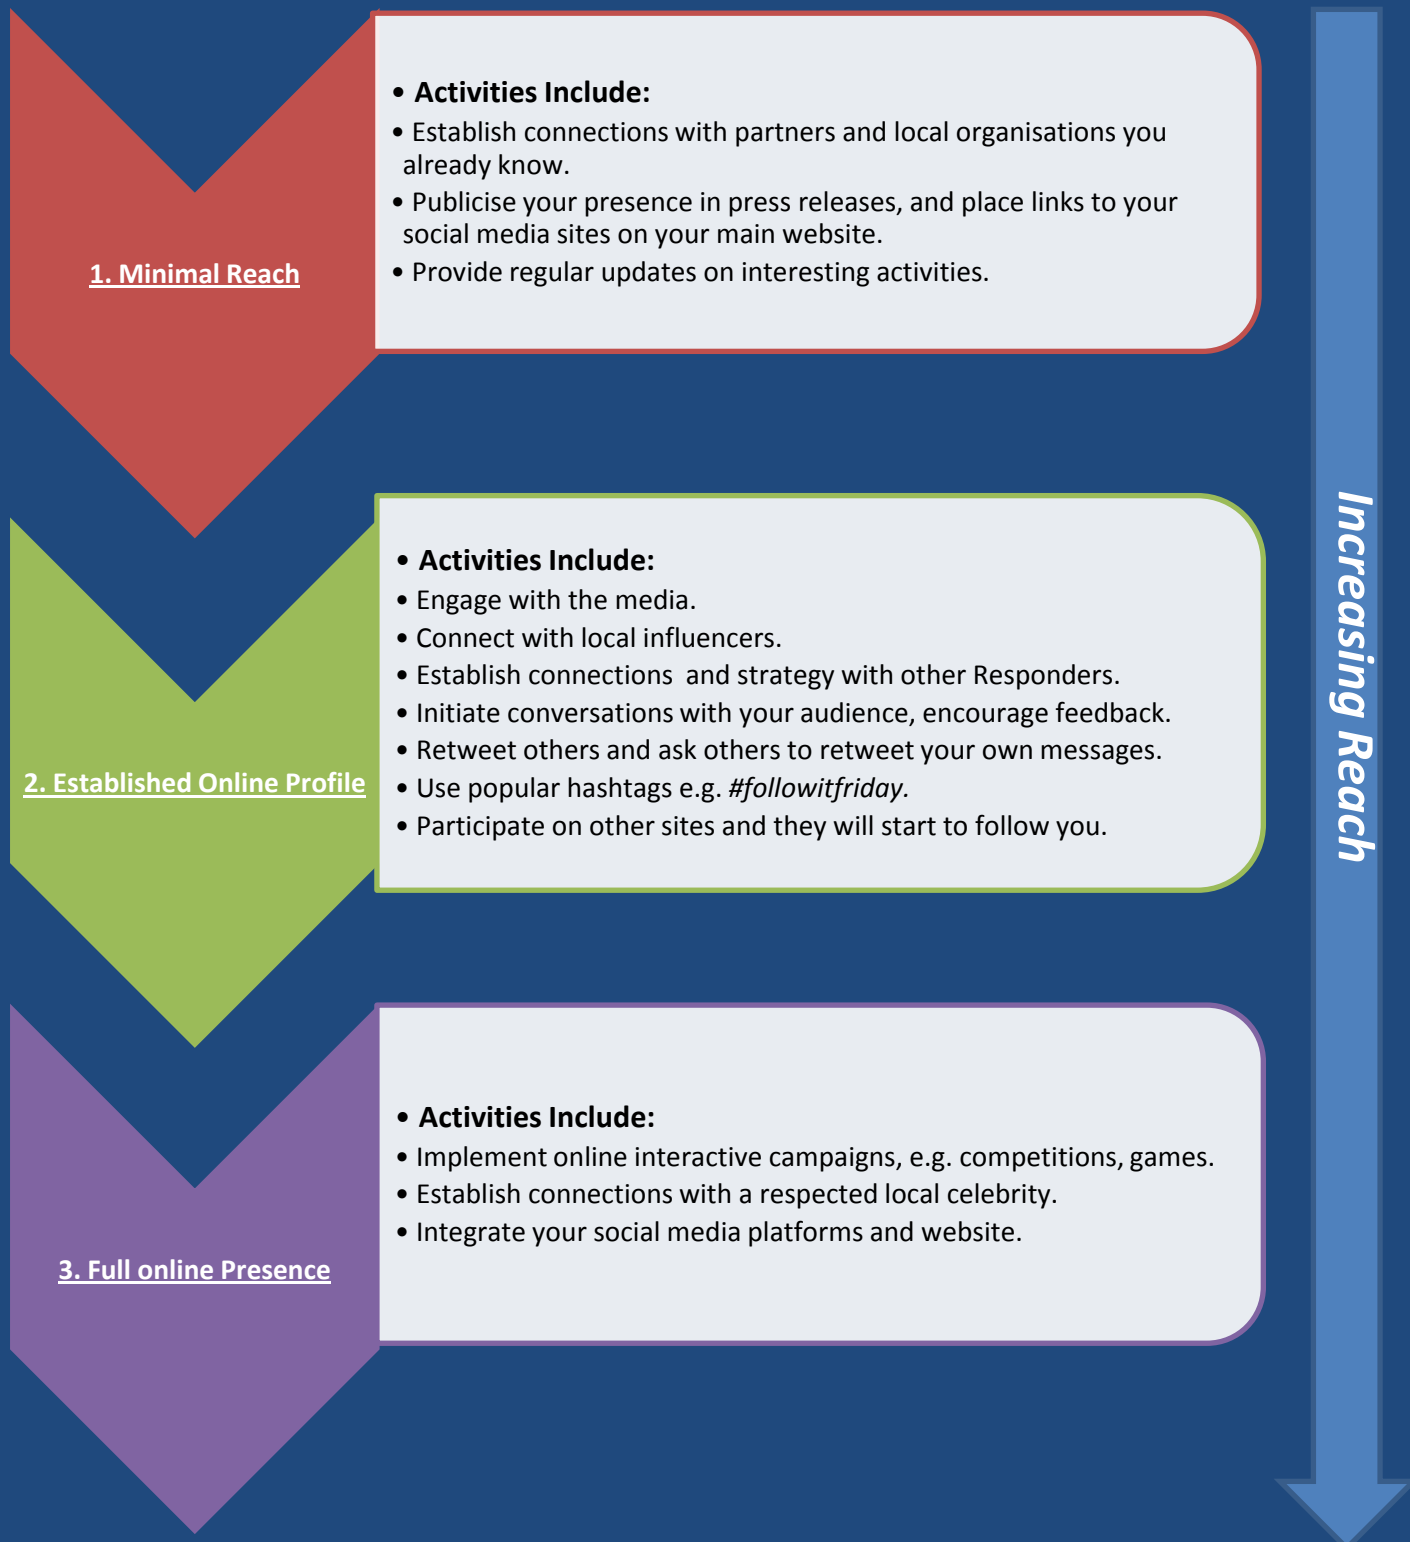 1. Minimal Reach
• Activities Include:
• Establish connections with partners and local organisations you
already know.
• Publicise your presence in press releases, and place links to your
social media sites on your main website.
• Provide regular updates on interesting activities.
2. Established Online Profile
• Activities Include:
• Engage with the media.
• Connect with local influencers.
• Establish connections  and strategy with other Responders.
• Initiate conversations with your audience, encourage feedback.
• Retweet others and ask others to retweet your own messages.
• Use popular hashtags e.g. #followitfriday.
• Participate on other sites and they will start to follow you.
3. Full online Presence
• Activities Include:
• Implement online interactive campaigns, e.g. competitions, games.
• Establish connections with a respected local celebrity.
• Integrate your social media platforms and website.
Increasing Reach